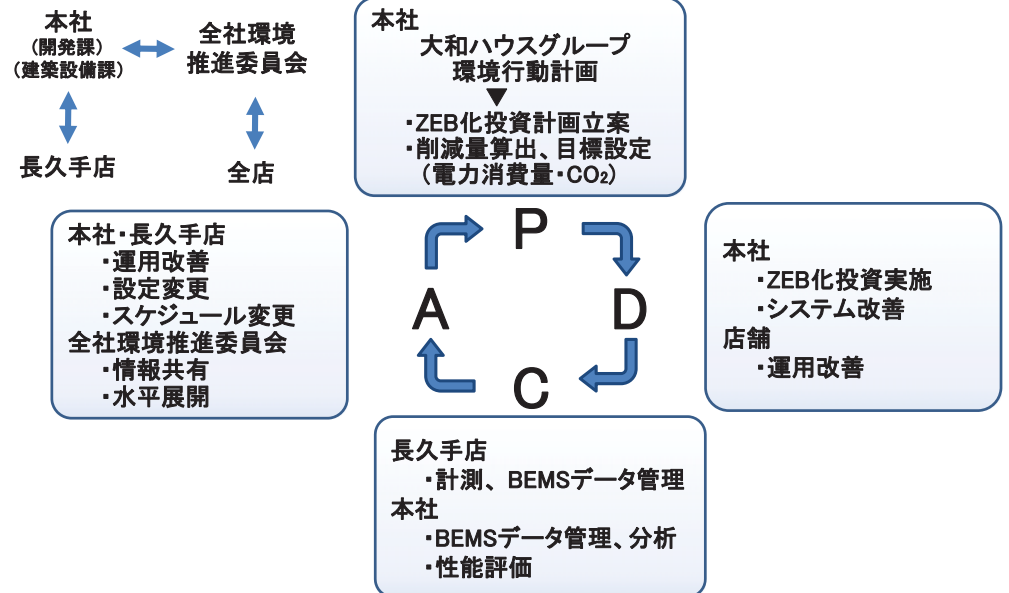 本社
(開発課)
(建築設備課)
全社環境
推進委員会
長久手店
全店
本社
大和ハウスグループ
環境行動計画
▼
・ZEB化投資計画立案
・削減量算出、目標設定
(電力消費量・CO₂)
本社・長久手店
・運用改善
・設定変更
・スケジュール変更
全社環境推進委員会
・情報共有
・水平展開
P
D
C
A
本社
・ZEB化投資実施
・システム改善
店舗
・運用改善
長久手店
・計測、BEMSデータ管理
本社
・BEMSデータ管理、分析
・性能評価